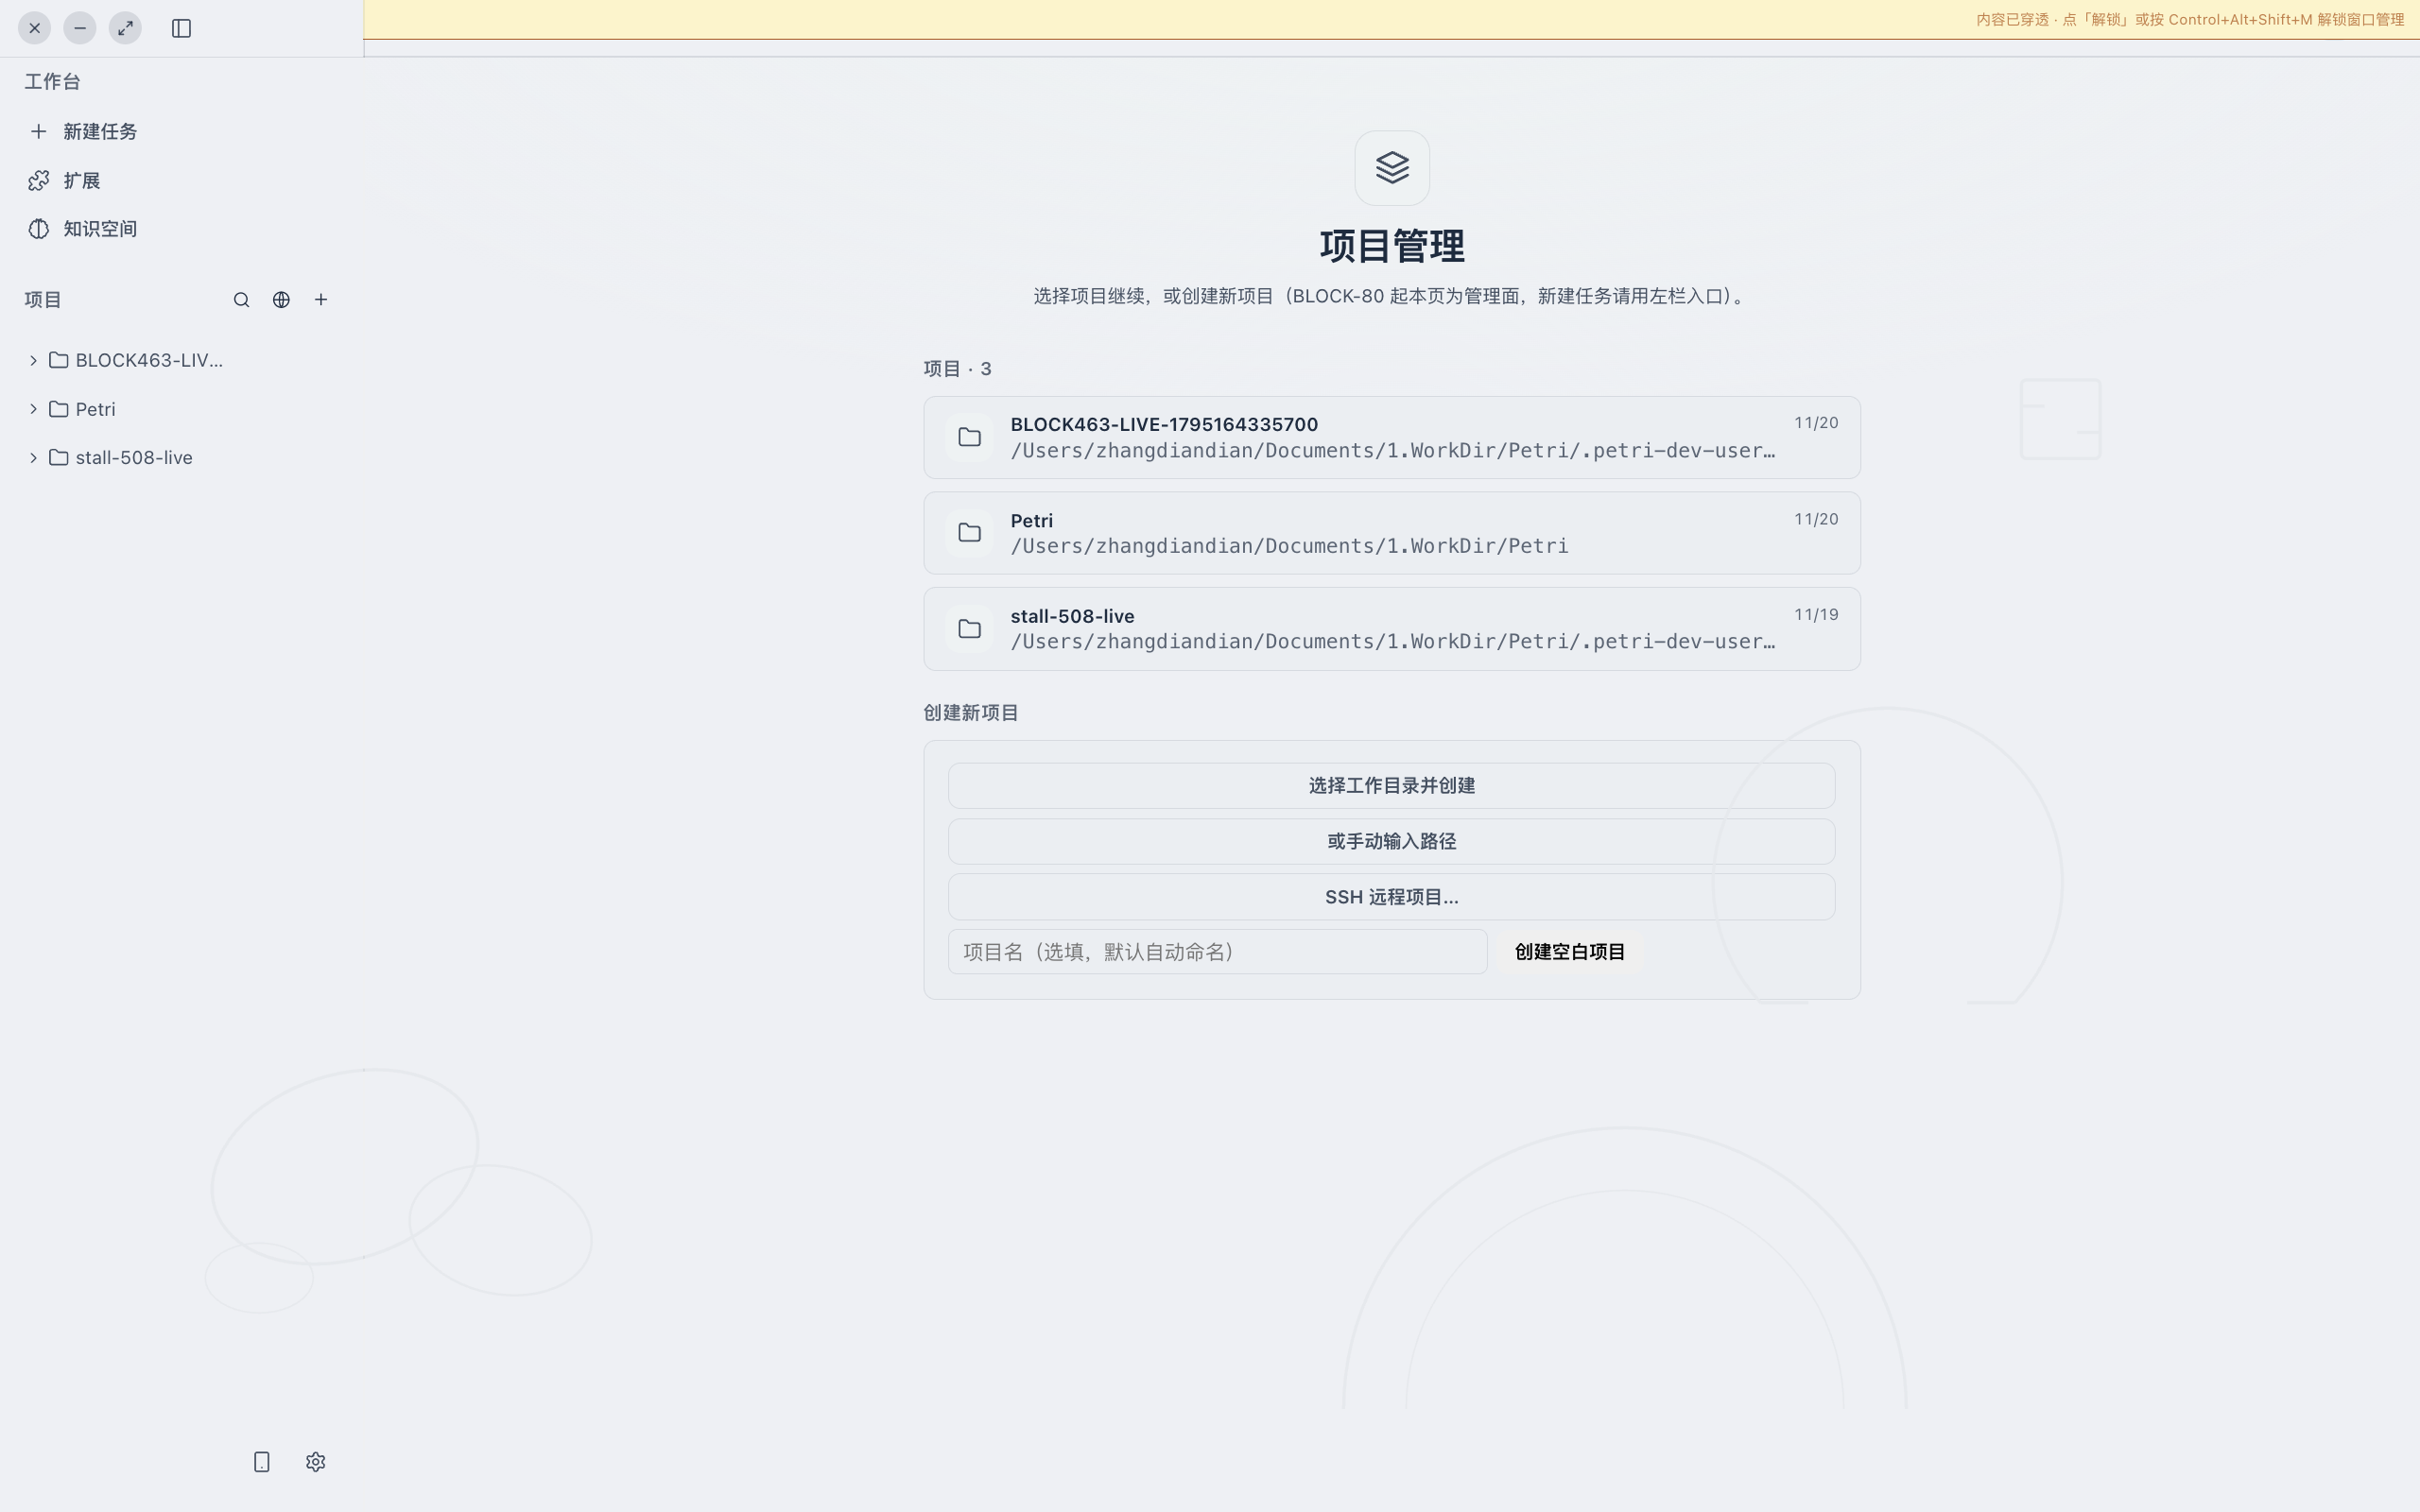 内容已穿透 · 点「解锁」或按 Control+Alt+Shift+M 解锁窗口管理
工作台
新建任务
扩展
知识空间
项目
BLOCK463-LIV...
Petri
stall-508-live
项目管理
选择项目继续，或创建新项目（BLOCK-80 起本页为管理面，新建任务请用左栏入口）。
项目 · 3
BLOCK463-LIVE-1795164335700
11/20
/Users/zhangdiandian/Documents/1.WorkDir/Petri/.petri-dev-user…
Petri
11/20
/Users/zhangdiandian/Documents/1.WorkDir/Petri
stall-508-live
11/19
/Users/zhangdiandian/Documents/1.WorkDir/Petri/.petri-dev-user…
创建新项目
选择工作目录并创建
或手动输入路径
SSH 远程项目...
项目名（选填，默认自动命名）
创建空白项目